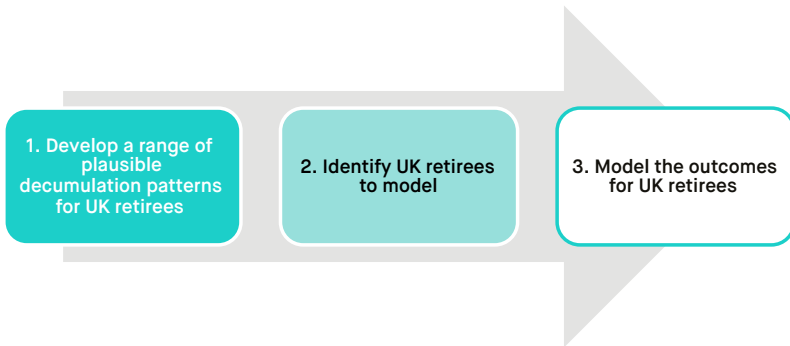 1. Develop a range of
plausible
decumulation patterns
for UK retirees
2. Identify UK retirees
to model
3. Model the outcomes
for UK retirees